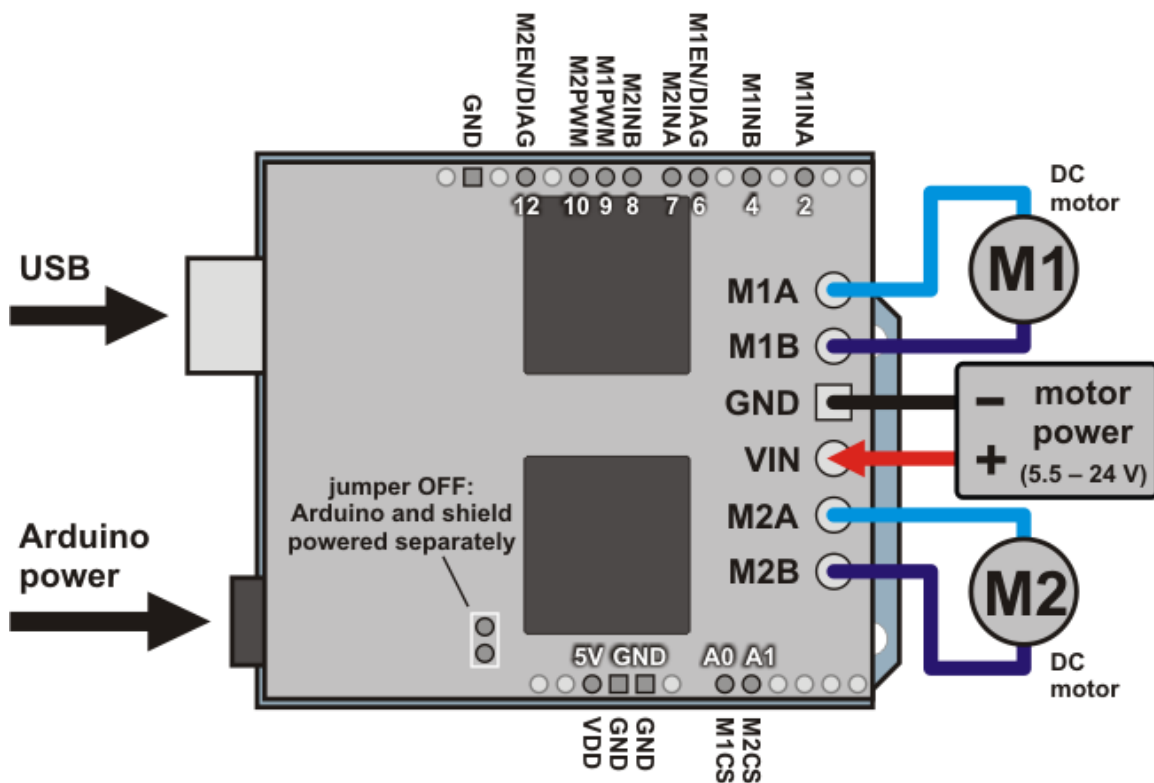 GND
M2EN/DIAG
M2PWM
M1PWM
M2INB
M2INA
M1EN/DIAG
M1INB
M1INA
12 10 9 8 7 6 4 2
DC
motor
M1
USB
M1A
M1B
GND
VIN
M2A
M2B
– motor
+ power
(5.5 – 24 V)
jumper OFF:
Arduino and shield
powered separately
Arduino
power
M2
DC
motor
5V GND A0 A1
VDD
GND
GND
M1CS
M2CS